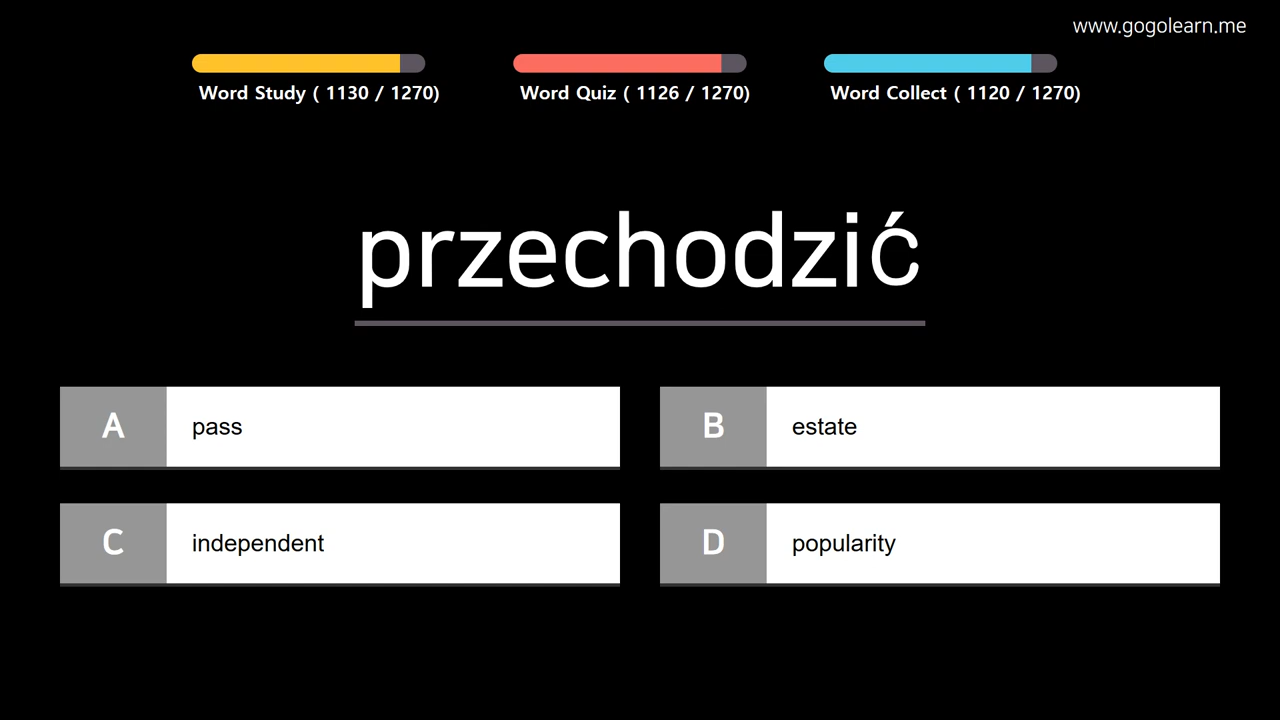 www.gogolearn.me
Word Study ( 1130 / 1270)
Word Quiz ( 1126 / 1270)
Word Collect ( 1120 / 1270)
przechodzić
A pass
B estate
C independent
D popularity